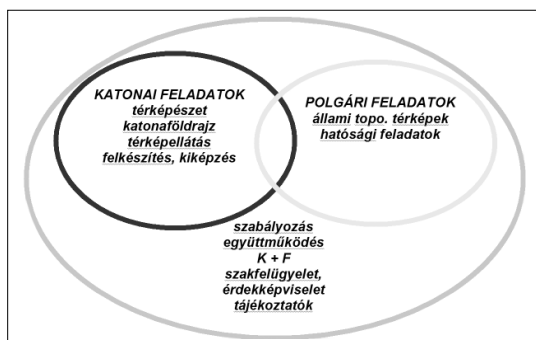 KATONAI FELADATOK
térképészet
katonaföldrajz
térképellátás
felkészítés, kiképzés
POLGÁRI FELADATOK
állami topo. térképek
hatósági feladatok
szabályozás
együttműködés
K + F
szakfelügyelet,
érdekképviselet
tájékoztatók